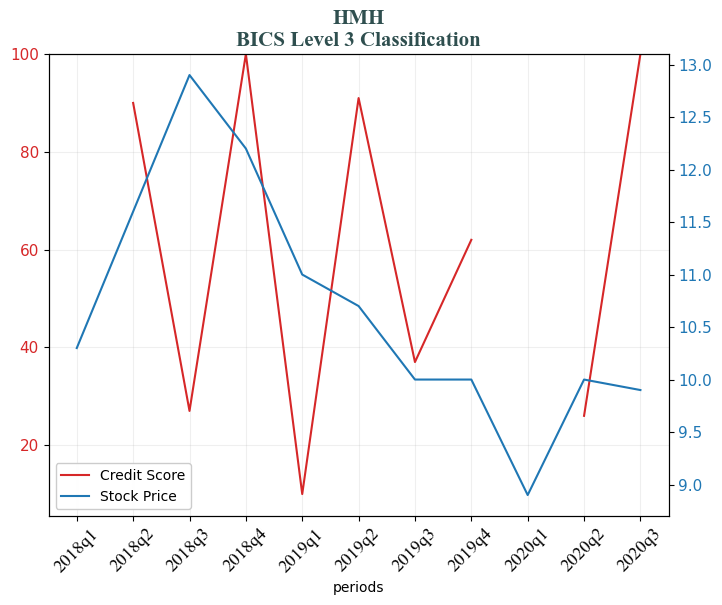 HMH
BICS Level 3 Classification
100
80
60
40
20
13.0
12.5
12.0
11.5
11.0
10.5
10.0
9.5
9.0
Credit Score
Stock Price
2018q1
2018q2
2018q3
2018q4
2019q1
2019q2
2019q3
2019q4
2020q1
2020q2
2020q3
periods